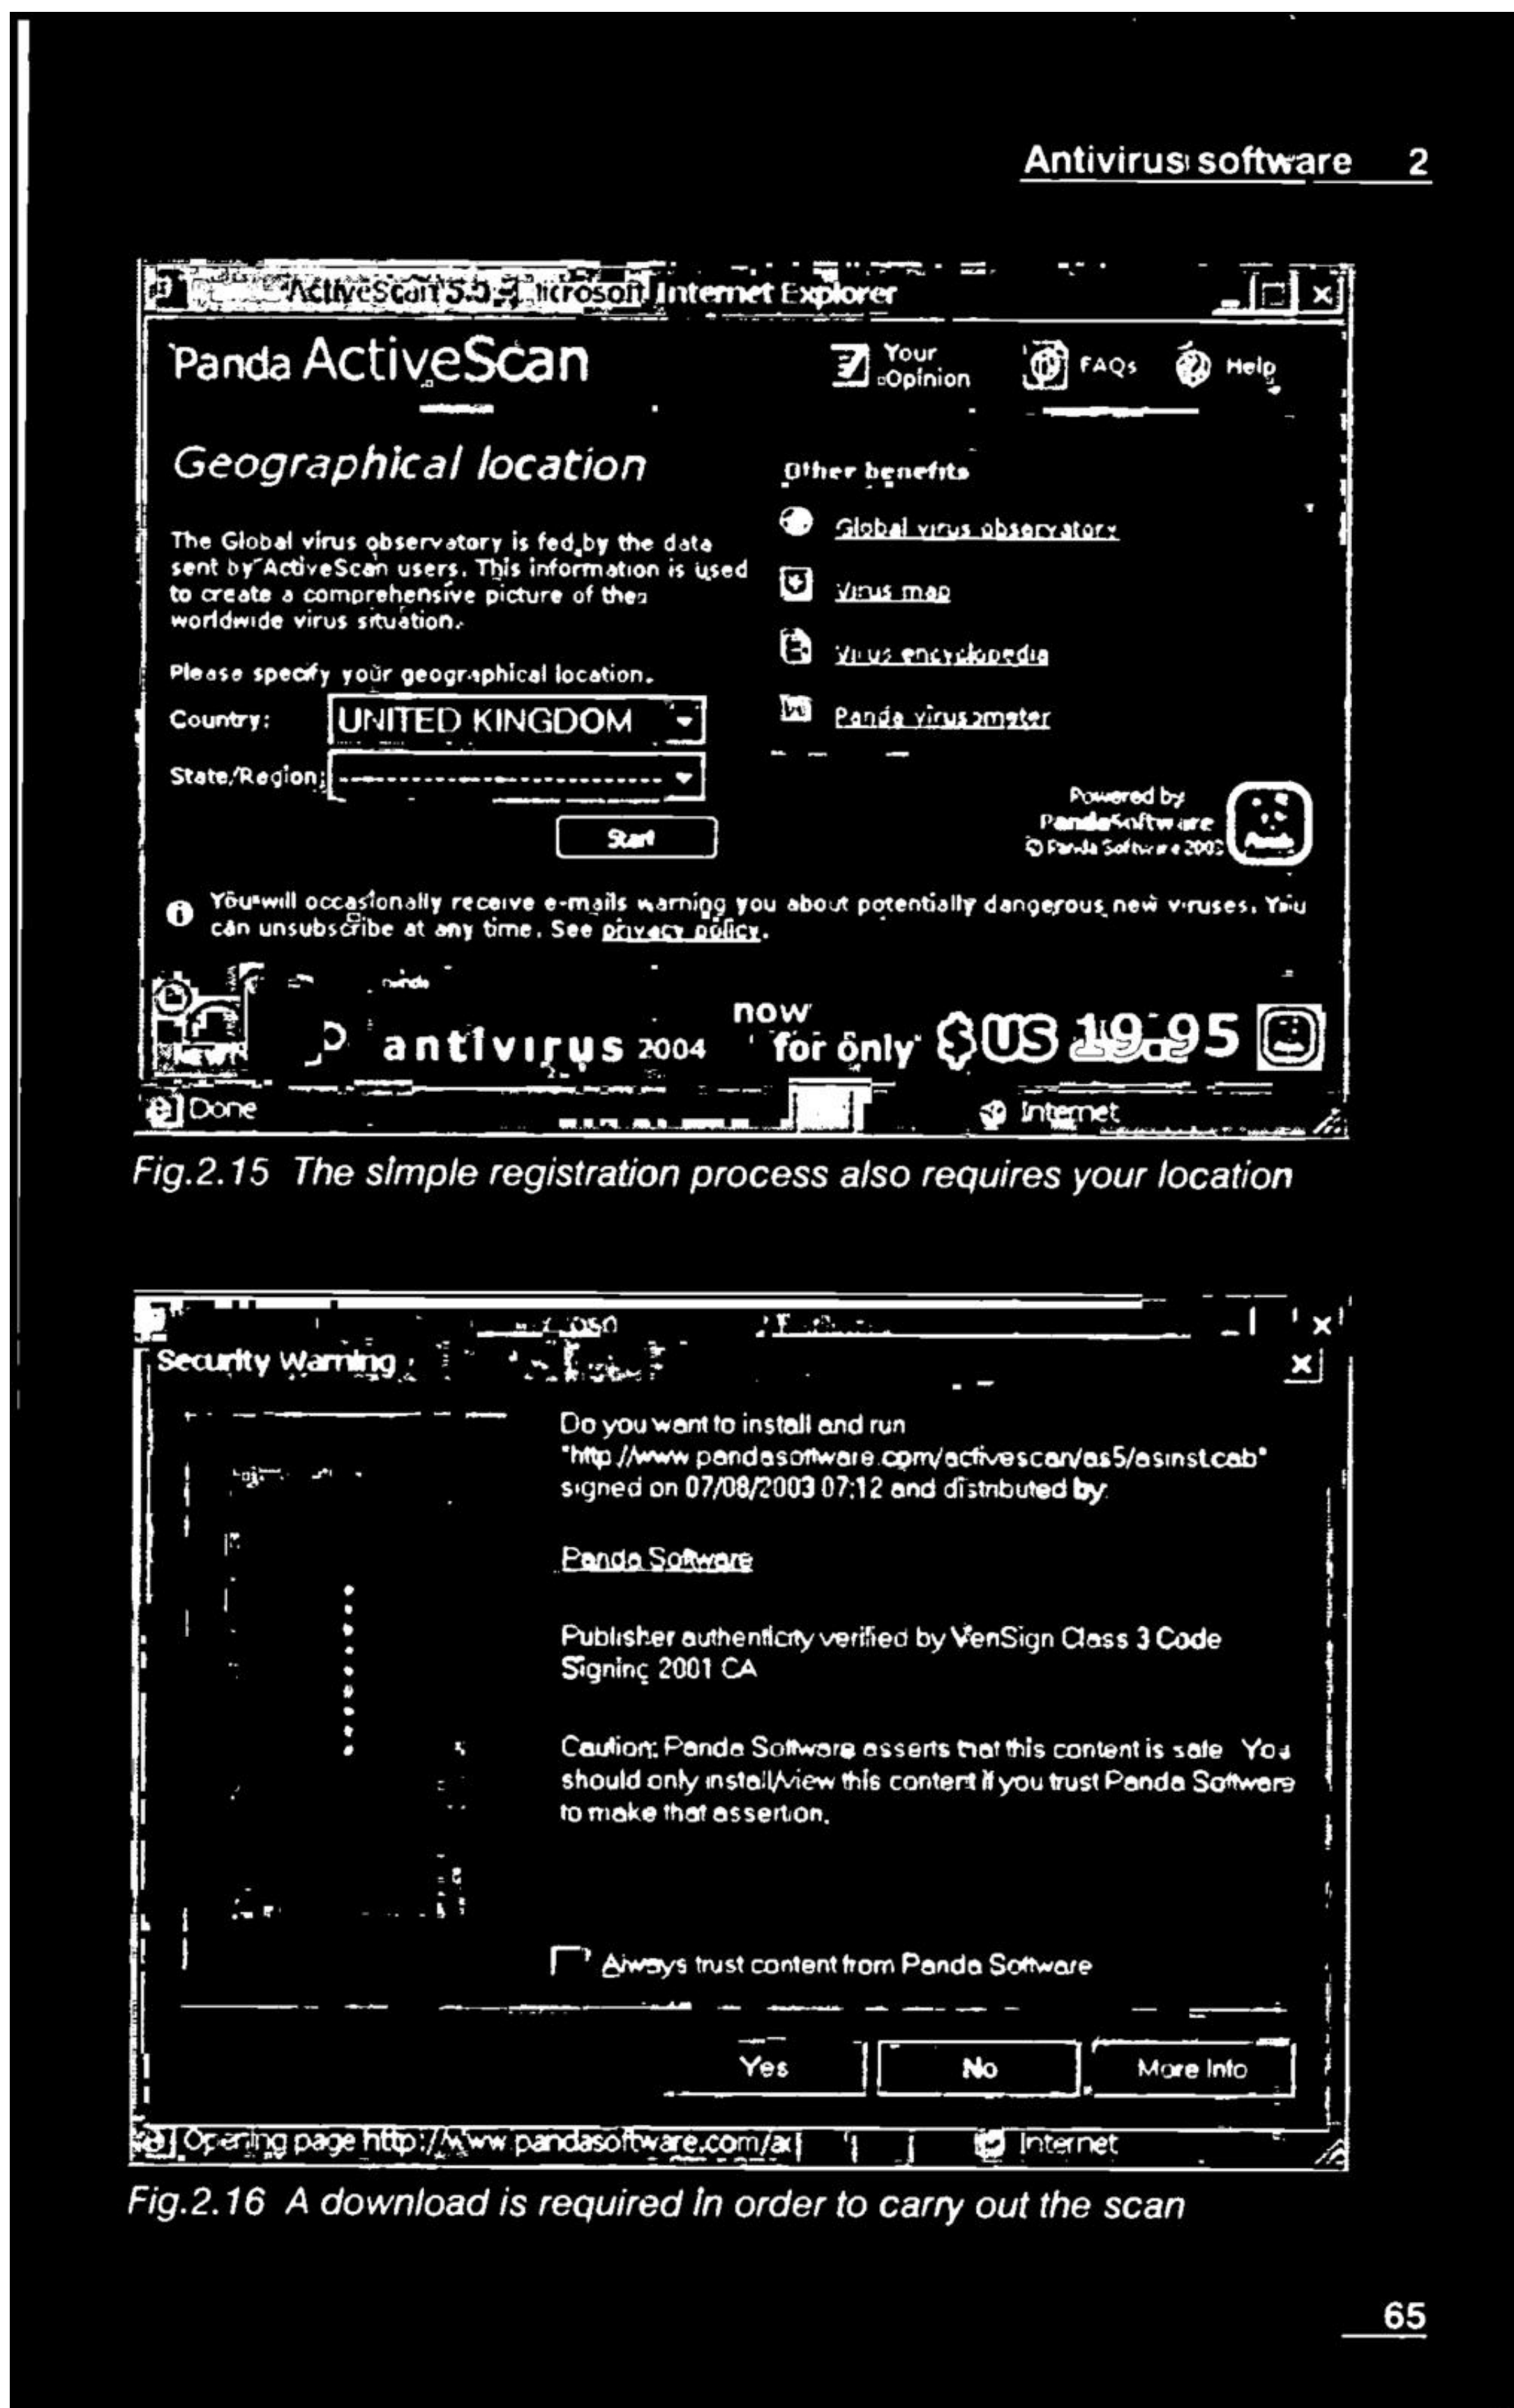 Antivirus software 2
ActiveScan 5.0 - Microsoft Internet Explorer
Panda ActiveScan
Your
Opinion
FAQs
Help
Geographical location
Other benefits
The Global virus observatory is fed by the data
sent by ActiveScan users. This information is used
to create a comprehensive picture of the
worldwide virus situation.
Global virus observatory
Virus map
Virus encyclopedia
Panda virusometer
Please specify your geographical location.
Country: UNITED KINGDOM
State/Region: --------------------------
Start
Powered by
PandaSoftware
© Panda Software 2003
You will occasionally receive e-mails warning you about potentially dangerous new viruses. You
can unsubscribe at any time. See privacy policy.
New
panda
antivirus 2004
now
for only $US 19.95
Done
Internet
Fig.2.15 The simple registration process also requires your location
Security Warning
Do you want to install and run
"http://www.pandasoftware.com/activescan/as5/asinst.cab"
signed on 07/08/2003 07:12 and distributed by:
Panda Software
Publisher authenticity verified by VeriSign Class 3 Code
Signing 2001 CA
Caution: Panda Software asserts that this content is safe. You
should only install/view this content if you trust Panda Software
to make that assertion.
Always trust content from Panda Software
Yes
No
More Info
Opening page http://www.pandasoftware.com/a
Internet
Fig.2.16 A download is required in order to carry out the scan
65